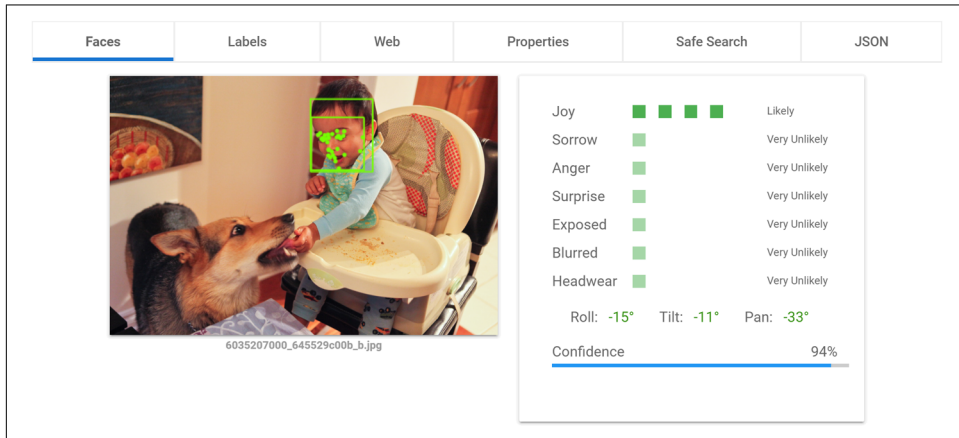 Faces Labels Web Properties Safe Search JSON
Joy Likely
Sorrow Very Unlikely
Anger Very Unlikely
Surprise Very Unlikely
Exposed Very Unlikely
Blurred Very Unlikely
Headwear Very Unlikely
Roll: -15° Tilt: -11° Pan: -33°
6035207000_645529c00b_b.jpg
Confidence 94%